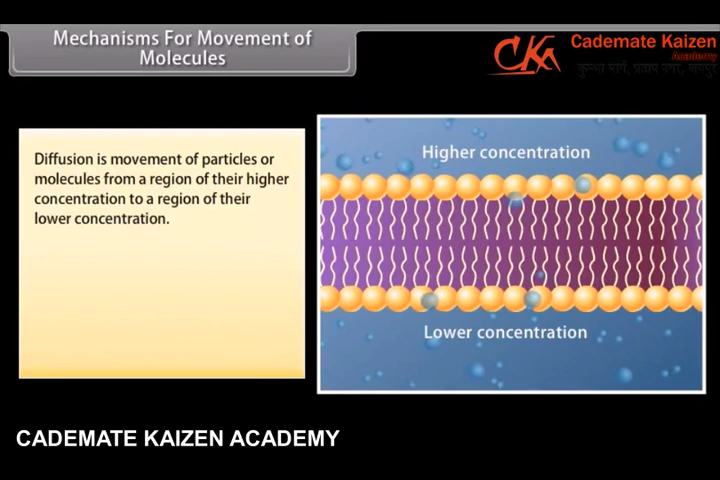 Mechanisms For Movement of
Molecules
CKA
Cademate Kaizen
Academy
Diffusion is movement of particles or
molecules from a region of their higher
concentration to a region of their
lower concentration.
Higher concentration
Lower concentration
CADEMATE KAIZEN ACADEMY